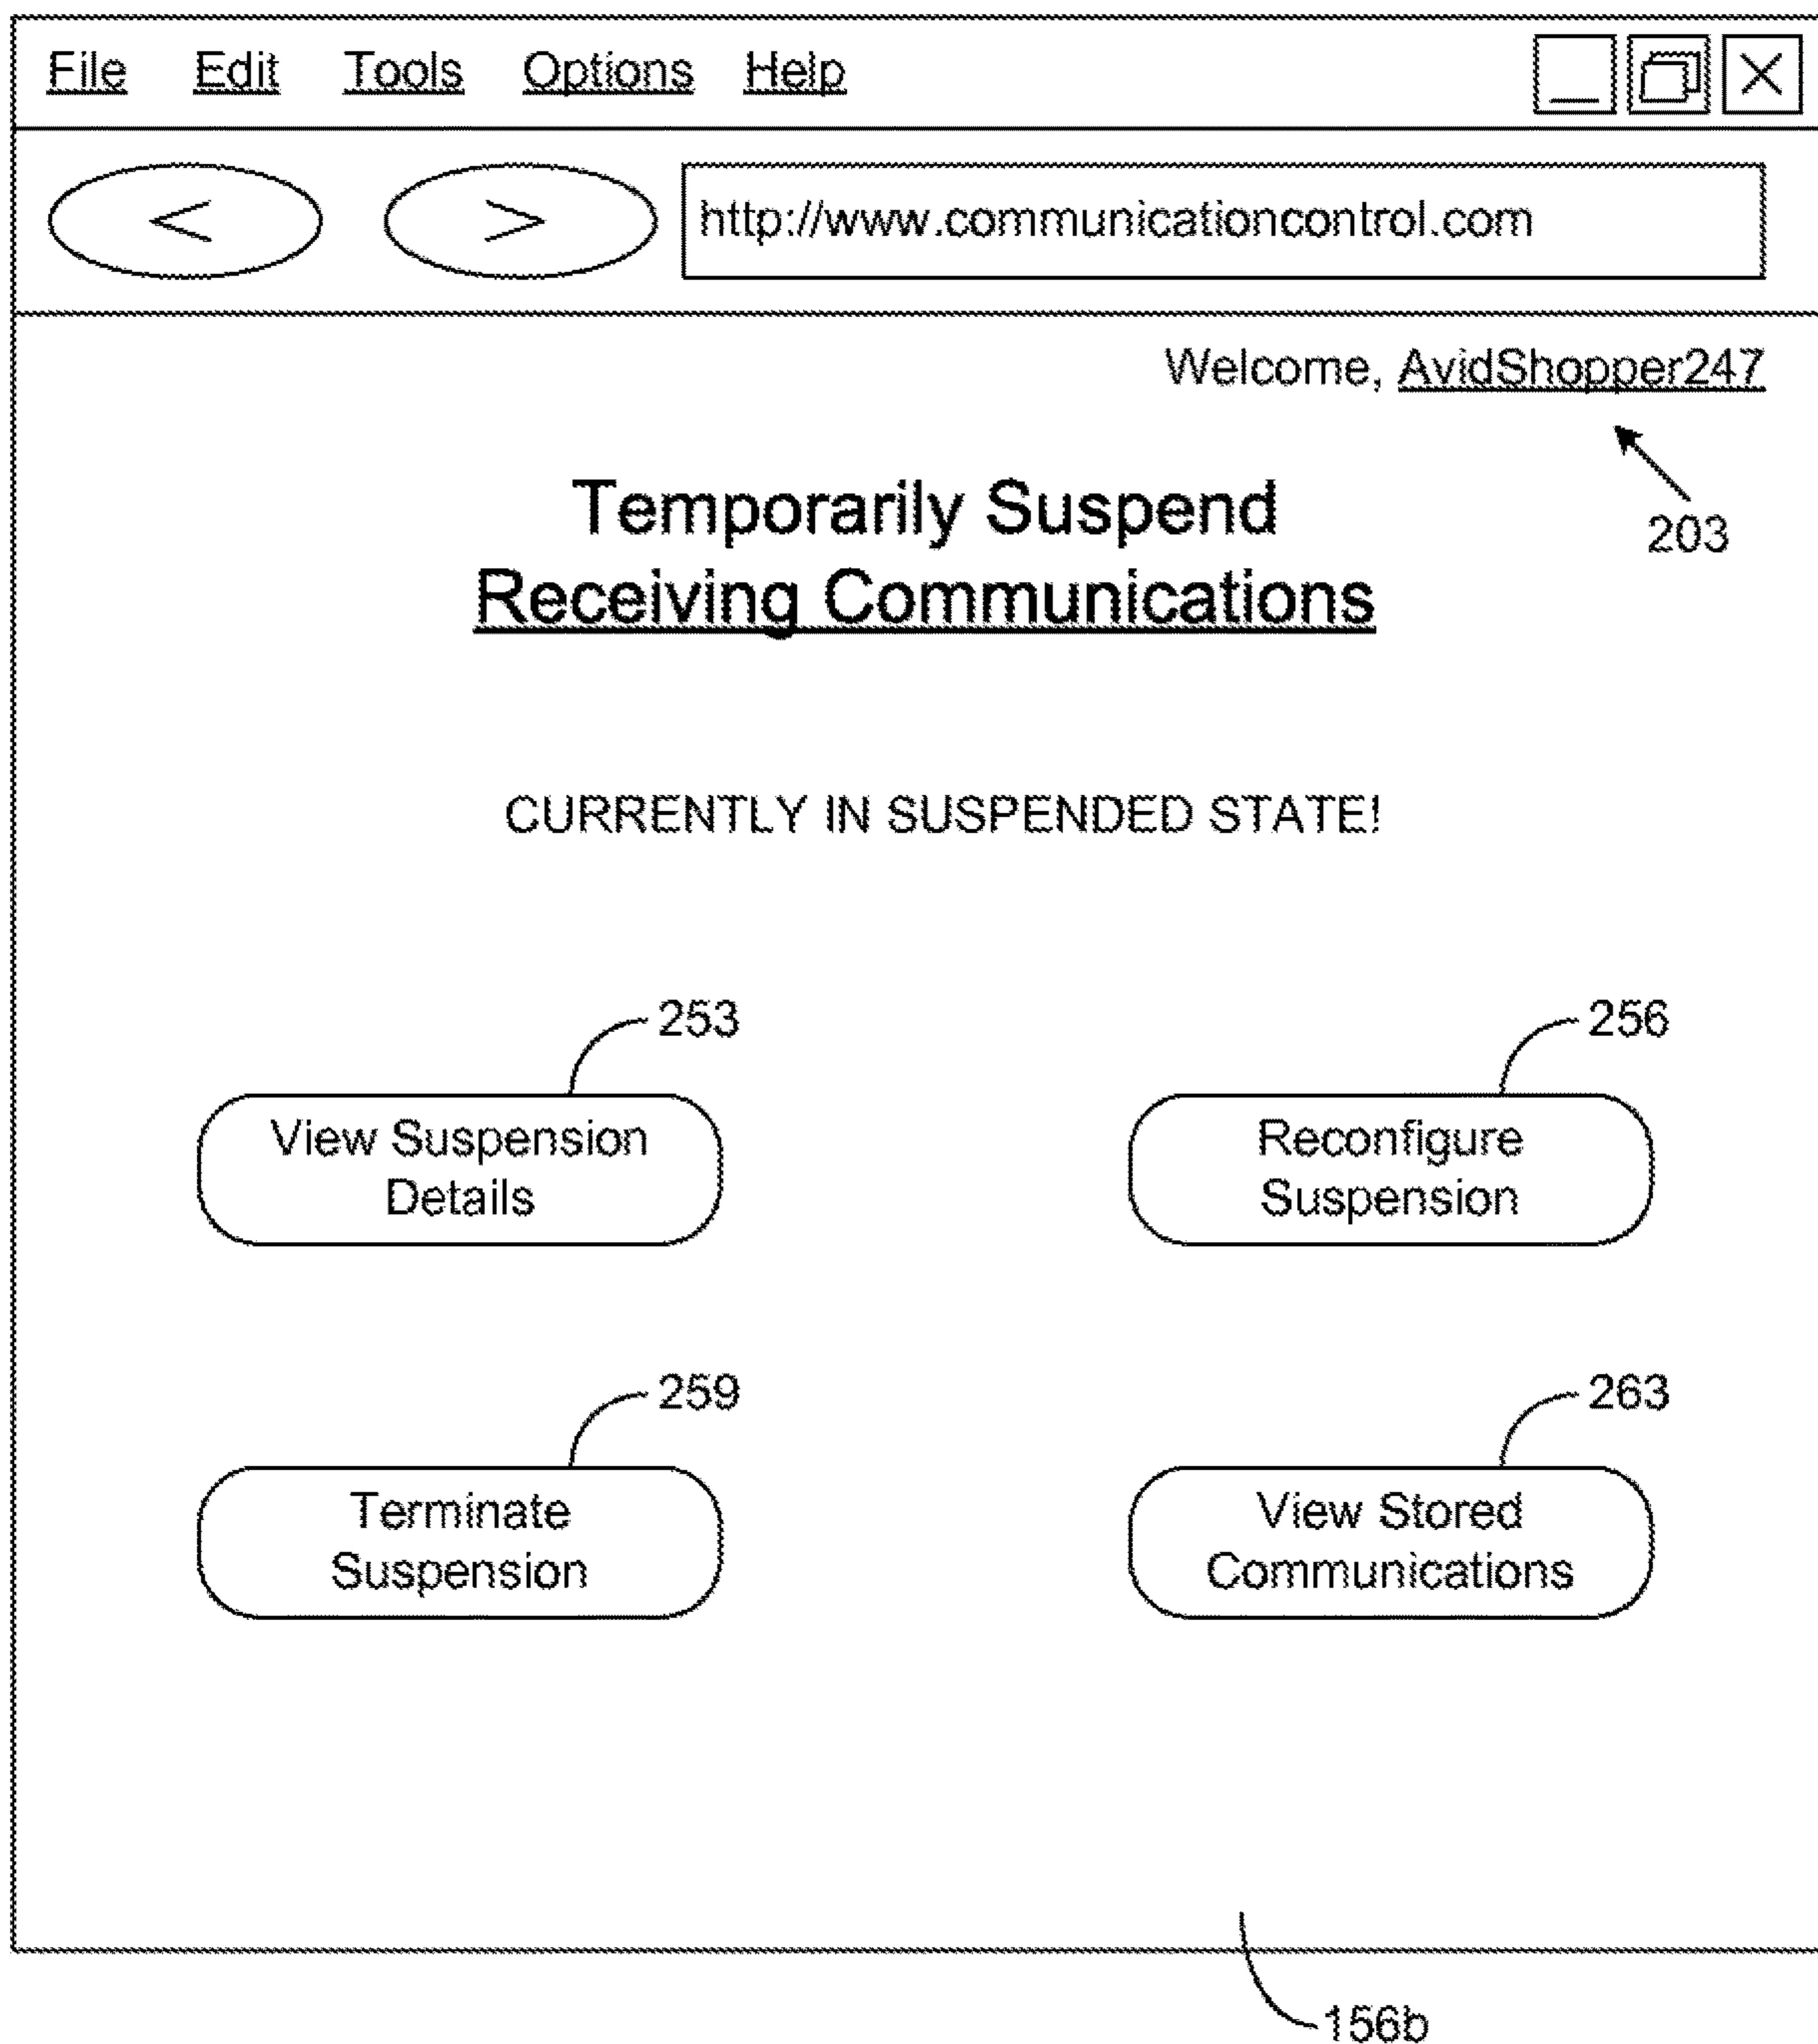 File Edit Tools Options Help
< > http://www.communicationcontrol.com
Welcome, AvidShopper247
203
Temporarily Suspend
Receiving Communications
CURRENTLY IN SUSPENDED STATE!
253
View Suspension
Details
256
Reconfigure
Suspension
259
Terminate
Suspension
263
View Stored
Communications
156b